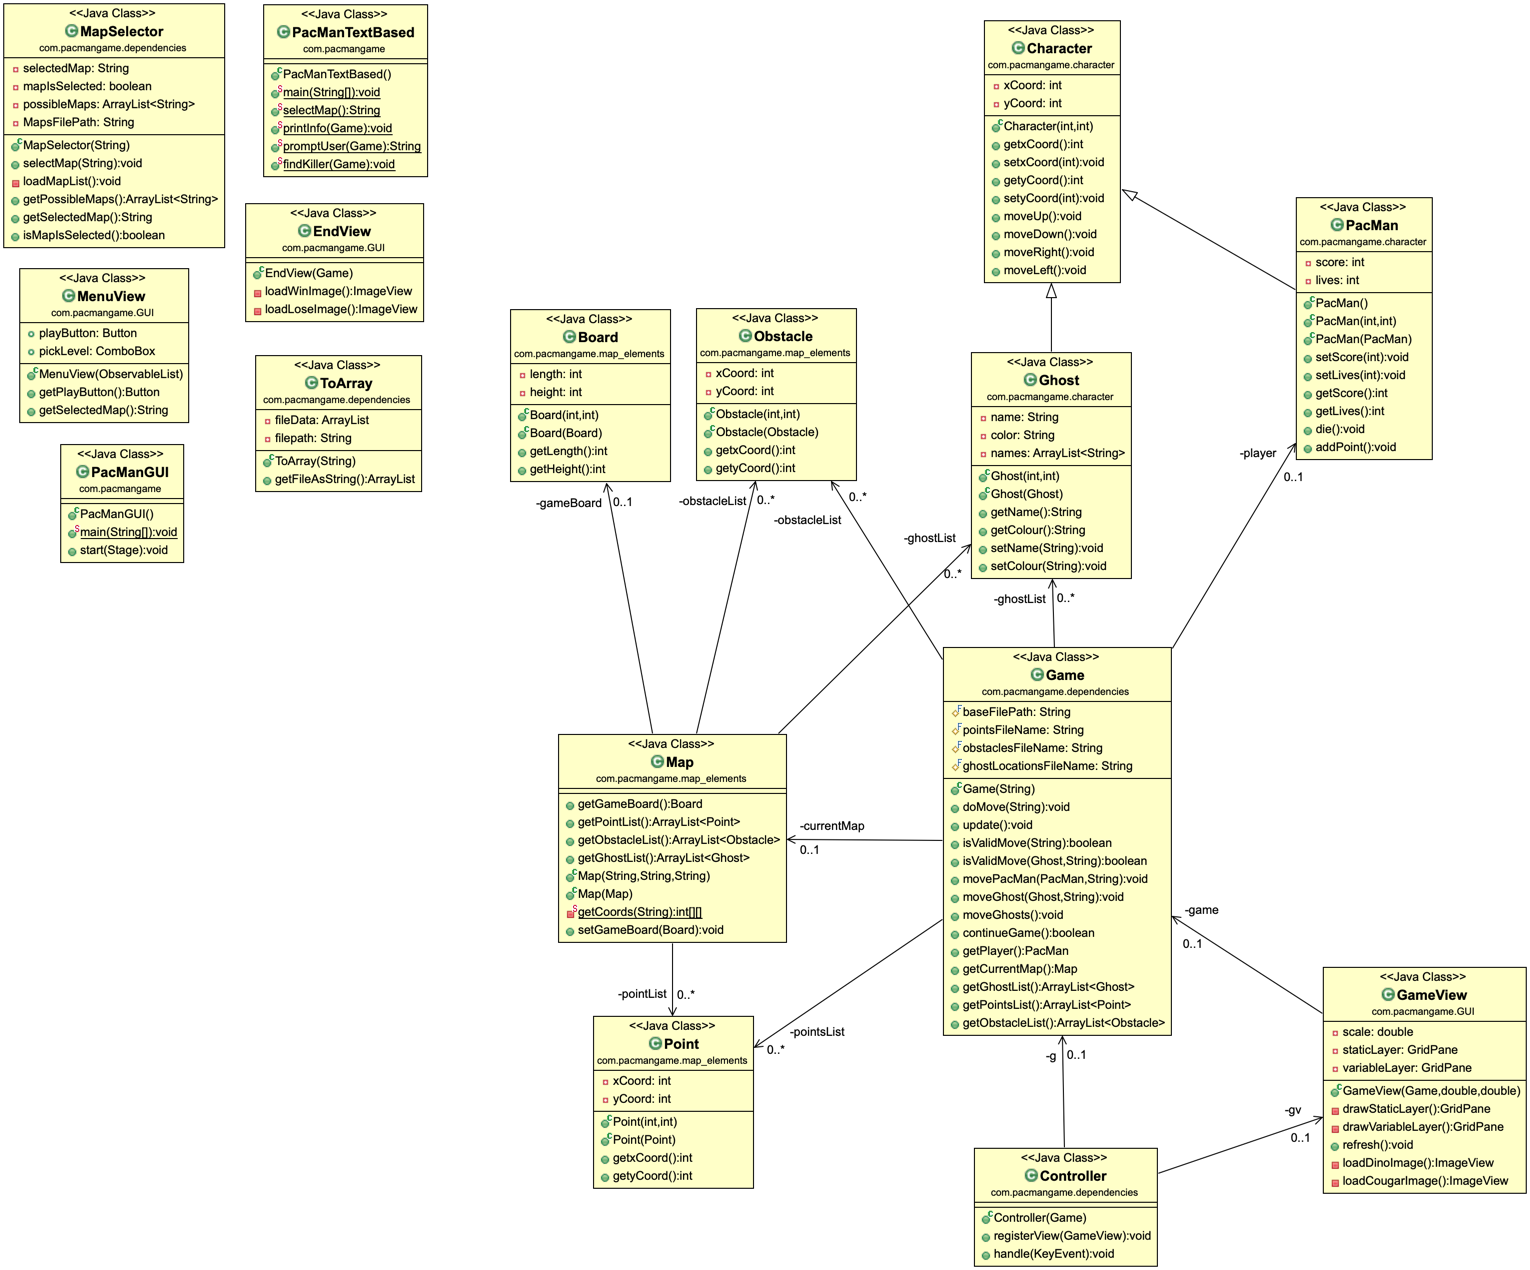 <<Java Class>>
MapSelector
com.pacmangame.dependencies
selectedMap: String
mapIsSelected: boolean
possibleMaps: ArrayList<String>
MapsFilePath: String
MapSelector(String)
selectMap(String):void
loadMapList():void
getPossibleMaps():ArrayList<String>
getSelectedMap():String
isMapIsSelected():boolean
<<Java Class>>
PacManTextBased
com.pacmangame
PacManTextBased()
main(String[]):void
selectMap():String
printInfo(Game):void
promptUser(Game):String
findKiller(Game):void
<<Java Class>>
EndView
com.pacmangame.GUI
EndView(Game)
loadWinImage():ImageView
loadLoseImage():ImageView
<<Java Class>>
MenuView
com.pacmangame.GUI
playButton: Button
pickLevel: ComboBox
MenuView(ObservableList)
getPlayButton():Button
getSelectedMap():String
<<Java Class>>
ToArray
com.pacmangame.dependencies
fileData: ArrayList
filepath: String
ToArray(String)
getFileAsString():ArrayList
<<Java Class>>
PacManGUI
com.pacmangame
PacManGUI()
main(String[]):void
start(Stage):void
<<Java Class>>
Character
com.pacmangame.character
xCoord: int
yCoord: int
Character(int,int)
getxCoord():int
setxCoord(int):void
getyCoord():int
setyCoord(int):void
moveUp():void
moveDown():void
moveRight():void
moveLeft():void
<<Java Class>>
PacMan
com.pacmangame.character
score: int
lives: int
PacMan()
PacMan(int,int)
PacMan(PacMan)
setScore(int):void
setLives(int):void
getScore():int
getLives():int
die():void
addPoint():void
<<Java Class>>
Board
com.pacmangame.map_elements
length: int
height: int
Board(int,int)
Board(Board)
getLength():int
getHeight():int
<<Java Class>>
Obstacle
com.pacmangame.map_elements
xCoord: int
yCoord: int
Obstacle(int,int)
Obstacle(Obstacle)
getxCoord():int
getyCoord():int
<<Java Class>>
Ghost
com.pacmangame.character
name: String
color: String
names: ArrayList<String>
Ghost(int,int)
Ghost(Ghost)
getName():String
getColour():String
setName(String):void
setColour(String):void
-gameBoard 0..1
-obstacleList 0..*
0..*
-obstacleList
-ghostList
0..*
-ghostList 0..*
-player
0..1
<<Java Class>>
Game
com.pacmangame.dependencies
baseFilePath: String
pointsFileName: String
obstaclesFileName: String
ghostLocationsFileName: String
Game(String)
doMove(String):void
update():void
isValidMove(String):boolean
isValidMove(Ghost,String):boolean
movePacMan(PacMan,String):void
moveGhost(Ghost,String):void
moveGhosts():void
continueGame():boolean
getPlayer():PacMan
getCurrentMap():Map
getGhostList():ArrayList<Ghost>
getPointsList():ArrayList<Point>
getObstacleList():ArrayList<Obstacle>
<<Java Class>>
Map
com.pacmangame.map_elements
getGameBoard():Board
getPointList():ArrayList<Point>
getObstacleList():ArrayList<Obstacle>
getGhostList():ArrayList<Ghost>
Map(String,String,String)
Map(Map)
getCoords(String):int[][]
setGameBoard(Board):void
-currentMap
0..1
-pointList 0..*
-pointsList
0..*
-game
0..1
<<Java Class>>
Point
com.pacmangame.map_elements
xCoord: int
yCoord: int
Point(int,int)
Point(Point)
getxCoord():int
getyCoord():int
<<Java Class>>
GameView
com.pacmangame.GUI
scale: double
staticLayer: GridPane
variableLayer: GridPane
GameView(Game,double,double)
drawStaticLayer():GridPane
drawVariableLayer():GridPane
refresh():void
loadDinoImage():ImageView
loadCougarImage():ImageView
-g 0..1
-gv
0..1
<<Java Class>>
Controller
com.pacmangame.dependencies
Controller(Game)
registerView(GameView):void
handle(KeyEvent):void